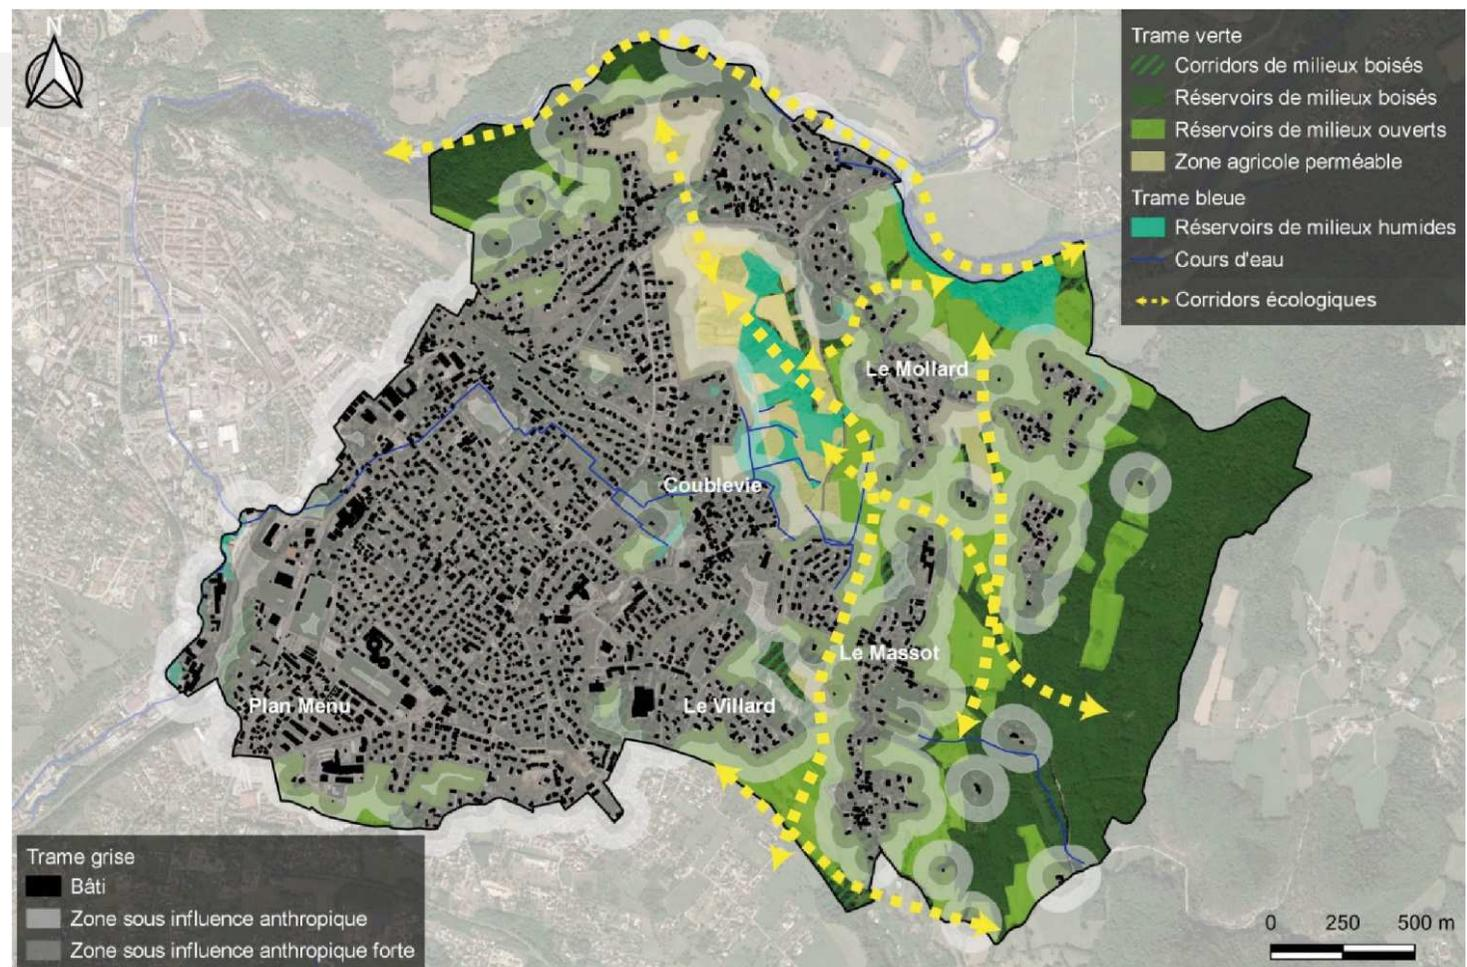 N
Trame verte
Corridors de milieux boisés
Réservoirs de milieux boisés
Réservoirs de milieux ouverts
Zone agricole perméable
Trame bleue
Réservoirs de milieux humides
Cours d'eau
Corridors écologiques
Le Mollard
Coublevie
Le Massot
Plan Menu
Le Villard
Trame grise
Bâti
Zone sous influence anthropique
Zone sous influence anthropique forte
0 250 500 m